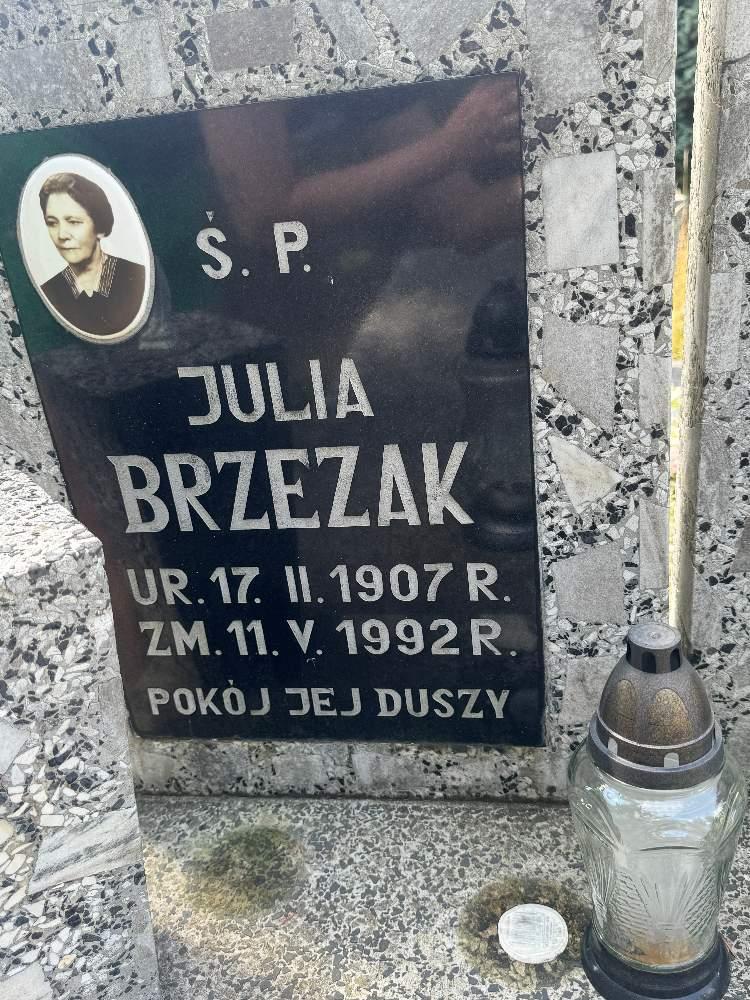 Ś. P.
JULIA
BRZEZAK
UR. 17. II. 1907 R.
ZM. 11. V. 1992 R.
POKÓJ JEJ DUSZY